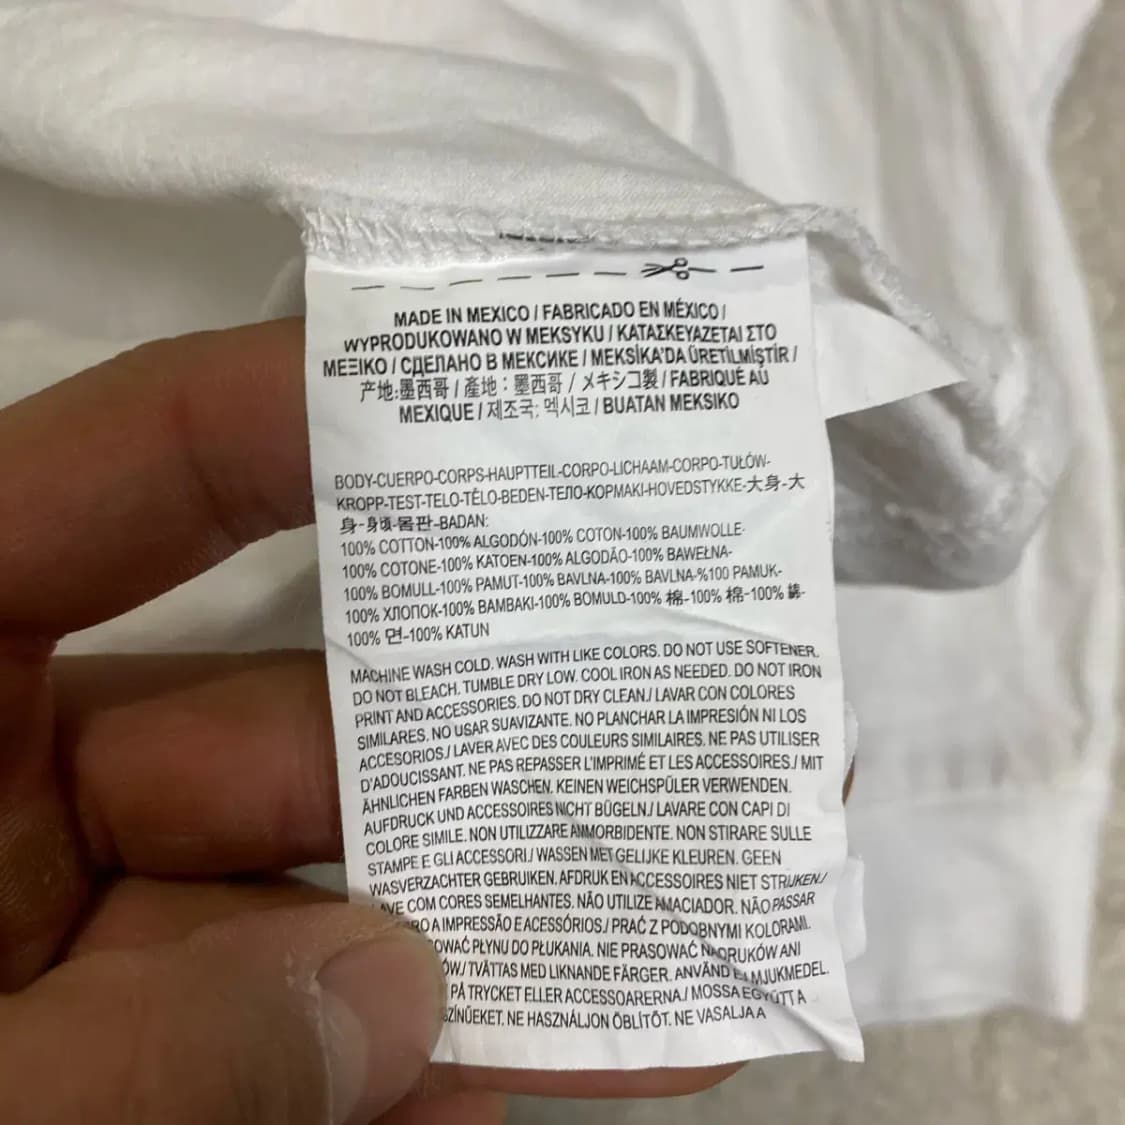 MADE IN MEXICO / FABRICADO EN MÉXICO /
WYPRODUKOWANO W MEKSYKU / ΚΑΤΑΣΚΕΥΑΖΕΤΑΙ ΣΤΟ
ΜΕΞΙΚΟ / СДЕЛАНО В МЕКСИКЕ / MEKSİKA'DA ÜRETİLMİŞTİR /
产地:墨西哥 / 產地：墨西哥 / メキシコ製 / FABRIQUÉ AU
MEXIQUE / 제조국: 멕시코 / BUATAN MEKSIKO
BODY-CUERPO-CORPS-HAUPTTEIL-CORPO-LICHAAM-CORPO-TUŁÓW-
KROPP-TEST-TELO-TĚLO-BEDEN-ТЕЛО-ΚΟΡΜΑΚΙ-HOVEDSTYKKE-大身-大
身-身頃-몸판-BADAN:
100% COTTON-100% ALGODÓN-100% COTON-100% BAUMWOLLE-
100% COTONE-100% KATOEN-100% ALGODÃO-100% BAWEŁNA-
100% BOMULL-100% PAMUT-100% BAVLNA-100% BAVLNA-%100 PAMUK-
100% ХЛОПОК-100% ΒΑΜΒΑΚΙ-100% BOMULD-100% 棉-100% 棉-100% 綿-
100% 면-100% KATUN
MACHINE WASH COLD. WASH WITH LIKE COLORS. DO NOT USE SOFTENER.
DO NOT BLEACH. TUMBLE DRY LOW. COOL IRON AS NEEDED. DO NOT IRON
PRINT AND ACCESSORIES. DO NOT DRY CLEAN./ LAVAR CON COLORES
SIMILARES. NO USAR SUAVIZANTE. NO PLANCHAR LA IMPRESIÓN NI LOS
ACCESORIOS./ LAVER AVEC DES COULEURS SIMILAIRES. NE PAS UTILISER
D'ADOUCISSANT. NE PAS REPASSER L'IMPRIMÉ ET LES ACCESSOIRES./ MIT
ÄHNLICHEN FARBEN WASCHEN. KEINEN WEICHSPÜLER VERWENDEN.
AUFDRUCK UND ACCESSOIRES NICHT BÜGELN./ LAVARE CON CAPI DI
COLORE SIMILE. NON UTILIZZARE AMMORBIDENTE. NON STIRARE SULLE
STAMPE E GLI ACCESSORI./ WASSEN MET GELIJKE KLEUREN. GEEN
WASVERZACHTER GEBRUIKEN. AFDRUK EN ACCESSOIRES NIET STRIJKEN./
COM CORES SEMELHANTES. NÃO UTILIZE AMACIADOR. NÃO PASSAR
A IMPRESSÃO E ACESSÓRIOS./ PRAĆ Z PODOBNYMI KOLORAMI.
PŁYNU DO PŁUKANIA. NIE PRASOWAĆ NADRUKÓW ANI
TVÄTTAS MED LIKNANDE FÄRGER. ANVÄND EJ MJUKMEDEL.
PÅ TRYCKET ELLER ACCESSOARERNA./ MOSSA EGYÜTT A
NE HASZNÁLJON ÖBLÍTŐT. NE VASALJA A